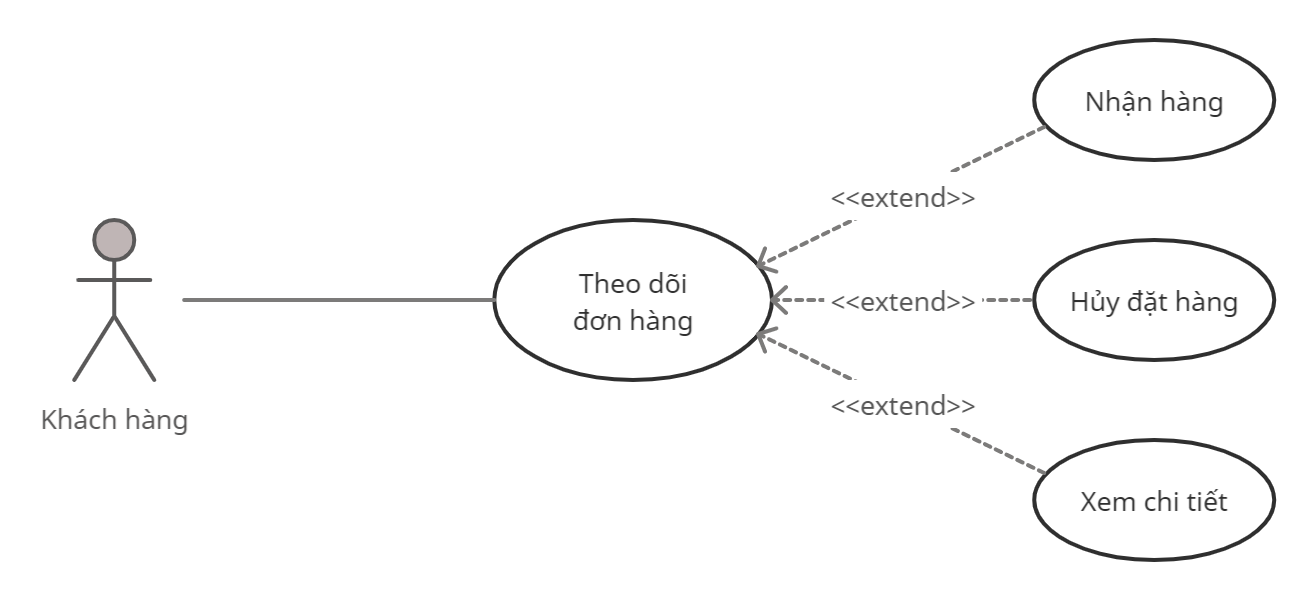 Nhận hàng
<<extend>>
Theo dõi
đơn hàng
<<extend>>
Hủy đặt hàng
Khách hàng
<<extend>>
Xem chi tiết